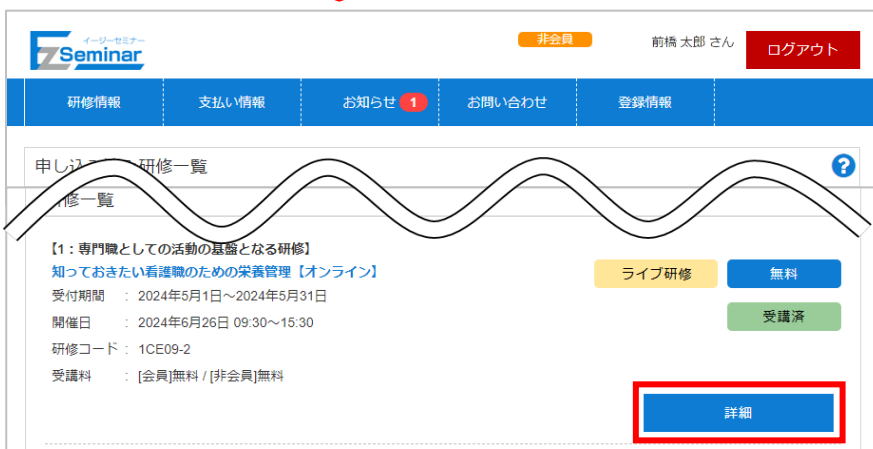 イージーセミナー
EZ Seminar
非会員
前橋 太郎 さん
ログアウト
研修情報
支払い情報
お知らせ 1
お問い合わせ
登録情報
申し込
研修一覧
?
修一覧
【1：専門職としての活動の基盤となる研修】
知っておきたい看護職のための栄養管理【オンライン】
ライブ研修
無料
受付期間 : 2024年5月1日～2024年5月31日
開催日 : 2024年6月26日 09:30～15:30
受講済
研修コード : 1CE09-2
受講料 : [会員]無料 / [非会員]無料
詳細